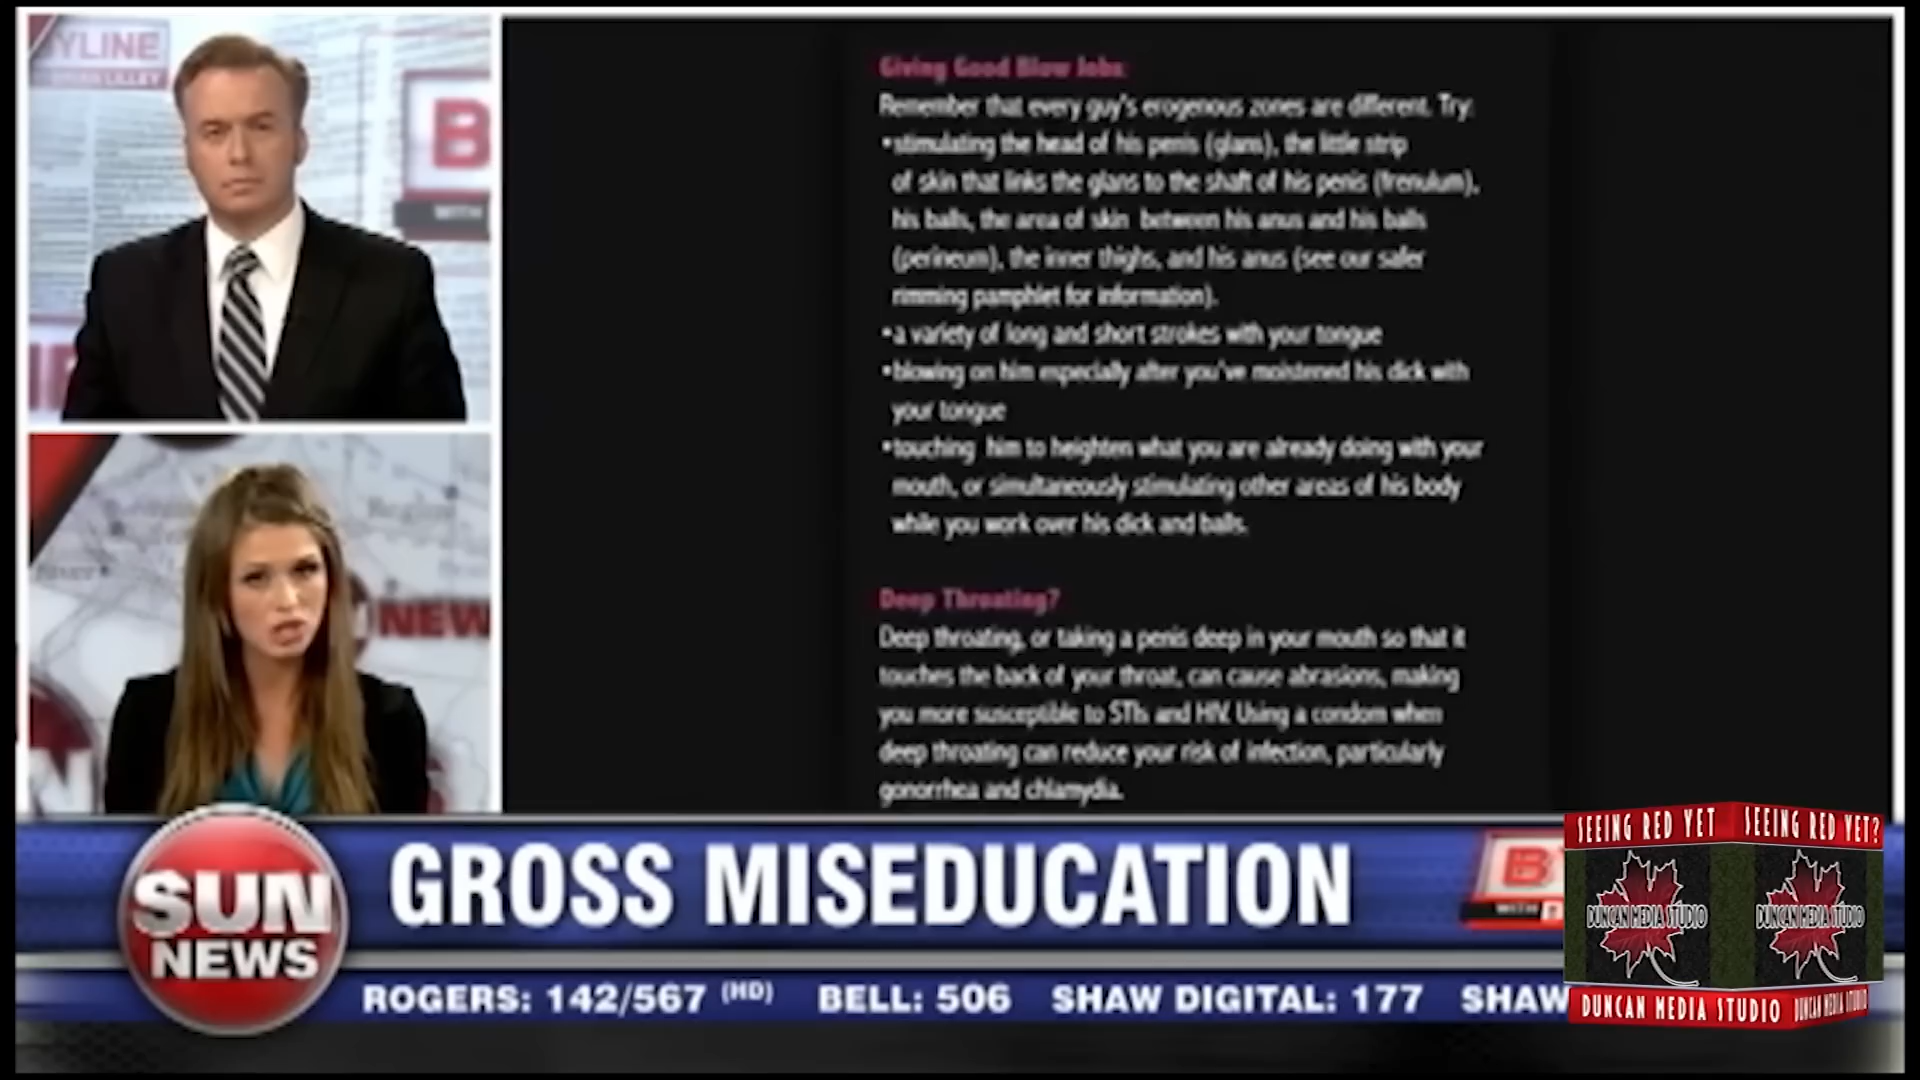 YLINE
B
WITH
Giving Good Blow Jobs
Remember that every guy's erogenous zones are different. Try:
•stimulating the head of his penis (glans), the little strip
of skin that links the glans to the shaft of his penis (frenulum),
his balls, the area of skin between his anus and his balls
(perineum), the inner thighs, and his anus (see our safer
rimming pamphlet for information).
•a variety of long and short strokes with your tongue
•blowing on him especially after you've moistened his dick with
your tongue
•touching him to heighten what you are already doing with your
mouth, or simultaneously stimulating other areas of his body
while you work over his dick and balls.
Deep Throating?
Deep throating, or taking a penis deep in your mouth so that it
touches the back of your throat, can cause abrasions, making
you more susceptible to STIs and HIV. Using a condom when
deep throating can reduce your risk of infection, particularly
gonorrhea and chlamydia.
NEWS
SUN
NEWS
GROSS MISEDUCATION
B
WITH
ROGERS: 142/567 (HD) BELL: 506 SHAW DIGITAL: 177 SHAW
SEEING RED YET SEEING RED YET?
DUNCAN MEDIA STUDIO DUNCAN MEDIA STUDIO
DUNCAN MEDIA STUDIO DUNCAN MEDIA STUDIO